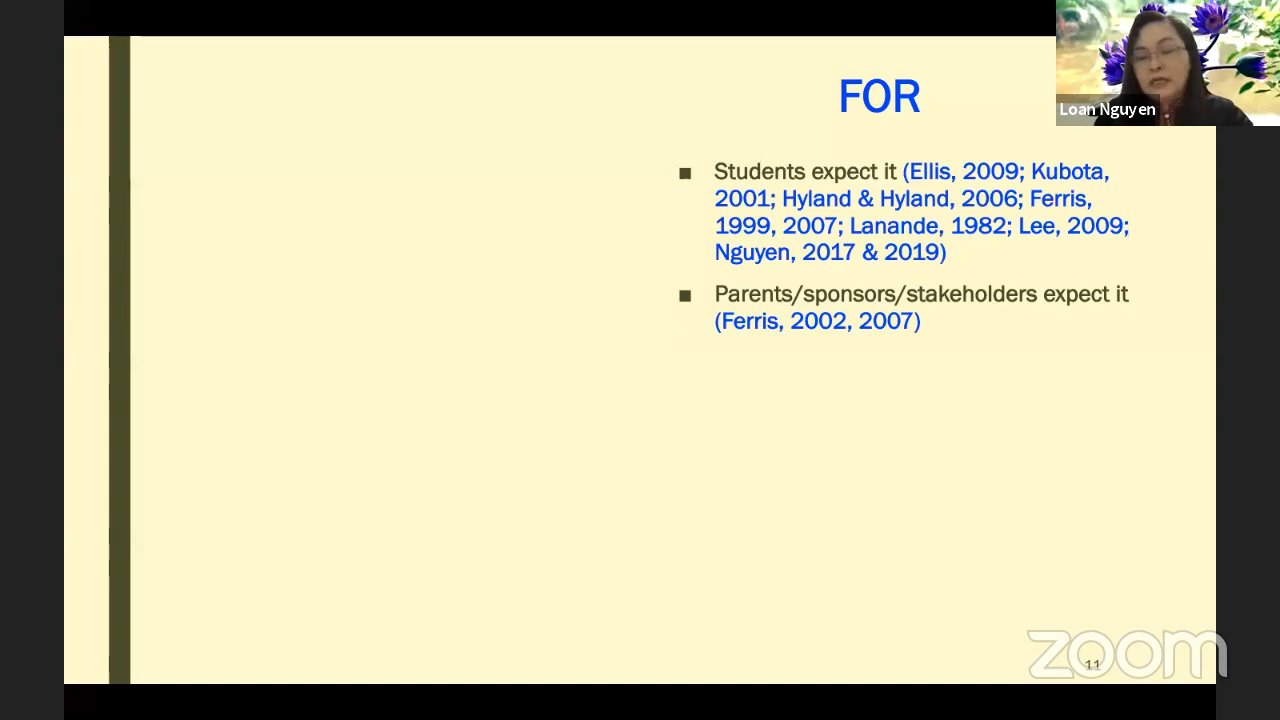 FOR
Loan Nguyen
■ Students expect it (Ellis, 2009; Kubota,
2001; Hyland & Hyland, 2006; Ferris,
1999, 2007; Lanande, 1982; Lee, 2009;
Nguyen, 2017 & 2019)
■ Parents/sponsors/stakeholders expect it
(Ferris, 2002, 2007)
zoom
11